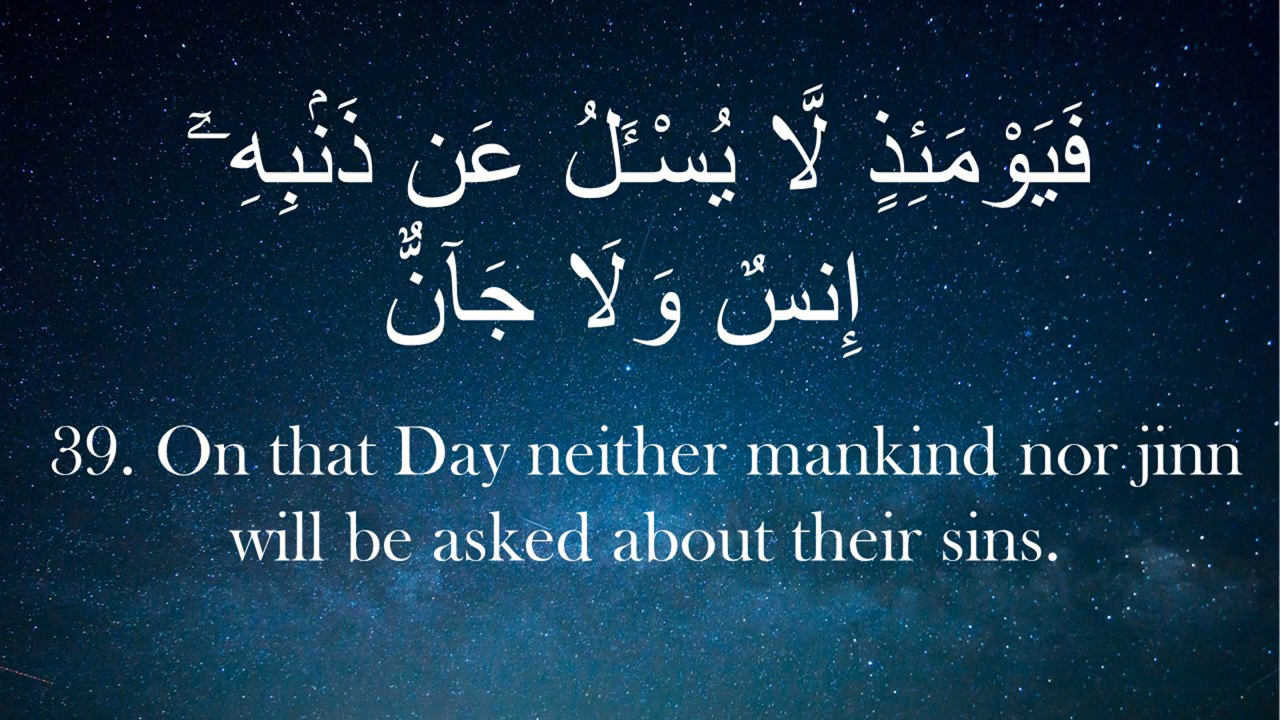 فَيَوْمَئِذٍ لَّا يُسْـَٔلُ عَن ذَنۢبِهِۦٓ
إِنسٌۭ وَلَا جَآنٌّۭ
39. On that Day neither mankind nor jinn
will be asked about their sins.